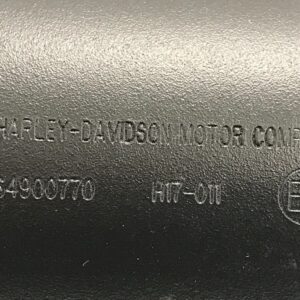 HARLEY-DAVIDSON MOTOR COMP
64900770 H17-011 E